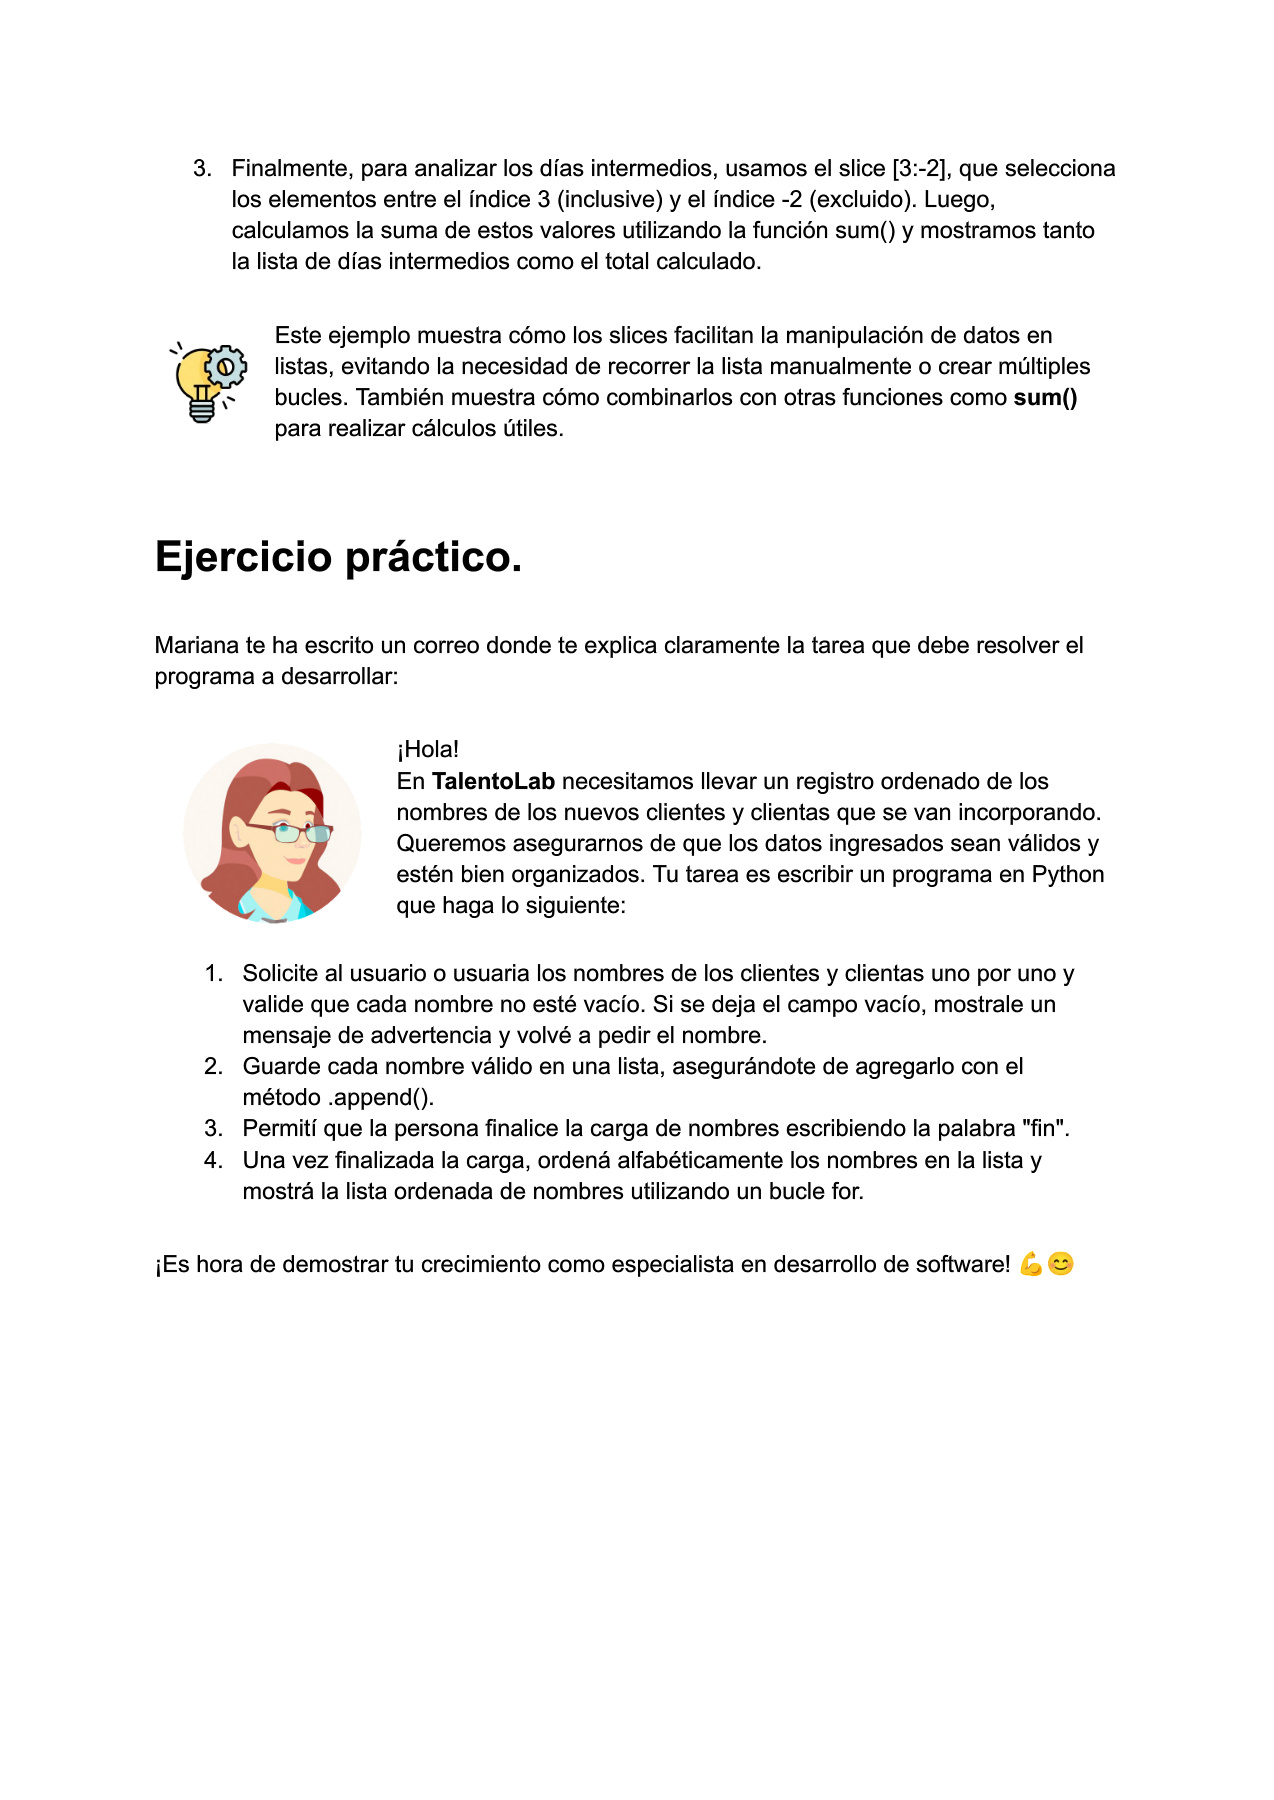 3. Finalmente, para analizar los días intermedios, usamos el slice [3:-2], que selecciona
los elementos entre el índice 3 (inclusive) y el índice -2 (excluido). Luego,
calculamos la suma de estos valores utilizando la función sum() y mostramos tanto
la lista de días intermedios como el total calculado.
Este ejemplo muestra cómo los slices facilitan la manipulación de datos en
listas, evitando la necesidad de recorrer la lista manualmente o crear múltiples
bucles. También muestra cómo combinarlos con otras funciones como sum()
para realizar cálculos útiles.
Ejercicio práctico.
Mariana te ha escrito un correo donde te explica claramente la tarea que debe resolver el
programa a desarrollar:
¡Hola!
En TalentoLab necesitamos llevar un registro ordenado de los
nombres de los nuevos clientes y clientas que se van incorporando.
Queremos asegurarnos de que los datos ingresados sean válidos y
estén bien organizados. Tu tarea es escribir un programa en Python
que haga lo siguiente:
1. Solicite al usuario o usuaria los nombres de los clientes y clientas uno por uno y
valide que cada nombre no esté vacío. Si se deja el campo vacío, mostrale un
mensaje de advertencia y volvé a pedir el nombre.
2. Guarde cada nombre válido en una lista, asegurándote de agregarlo con el
método .append().
3. Permití que la persona finalice la carga de nombres escribiendo la palabra "fin".
4. Una vez finalizada la carga, ordená alfabéticamente los nombres en la lista y
mostrá la lista ordenada de nombres utilizando un bucle for.
¡Es hora de demostrar tu crecimiento como especialista en desarrollo de software! 💪😊